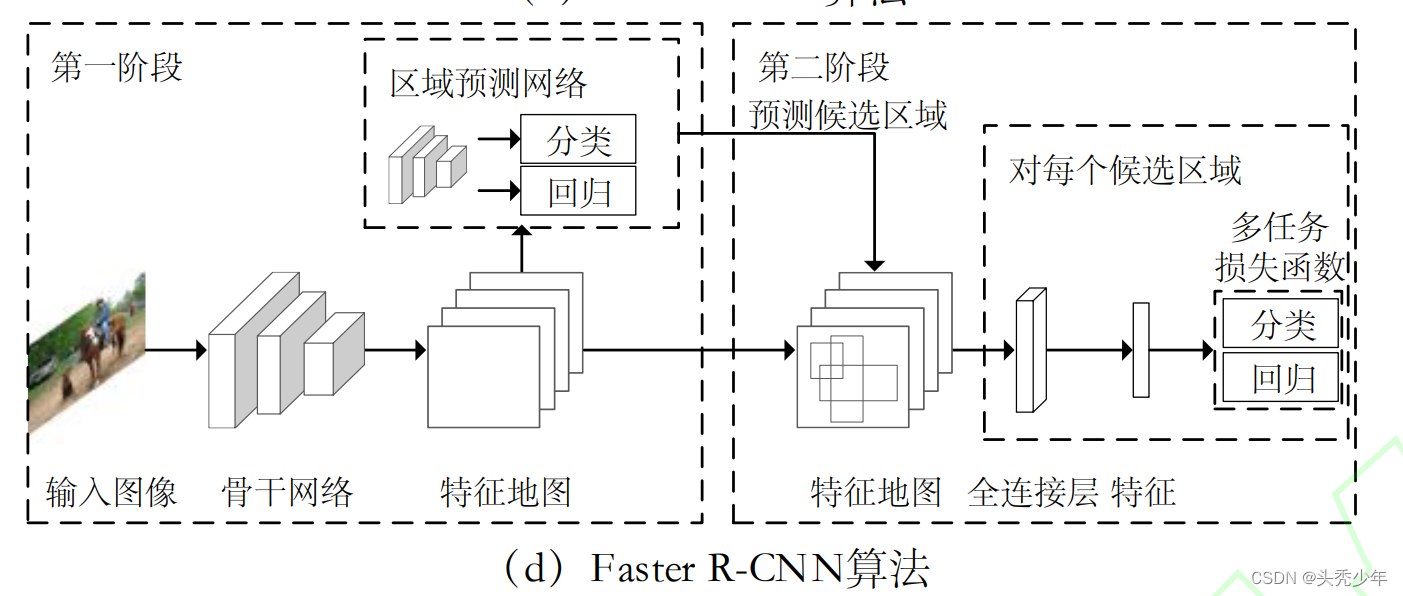 第一阶段
区域预测网络
分类
回归
输入图像
骨干网络
特征地图
第二阶段
预测候选区域
对每个候选区域
多任务
损失函数
分类
回归
特征地图
全连接层
特征
(d) Faster R-CNN算法
CSDN @头秃少年